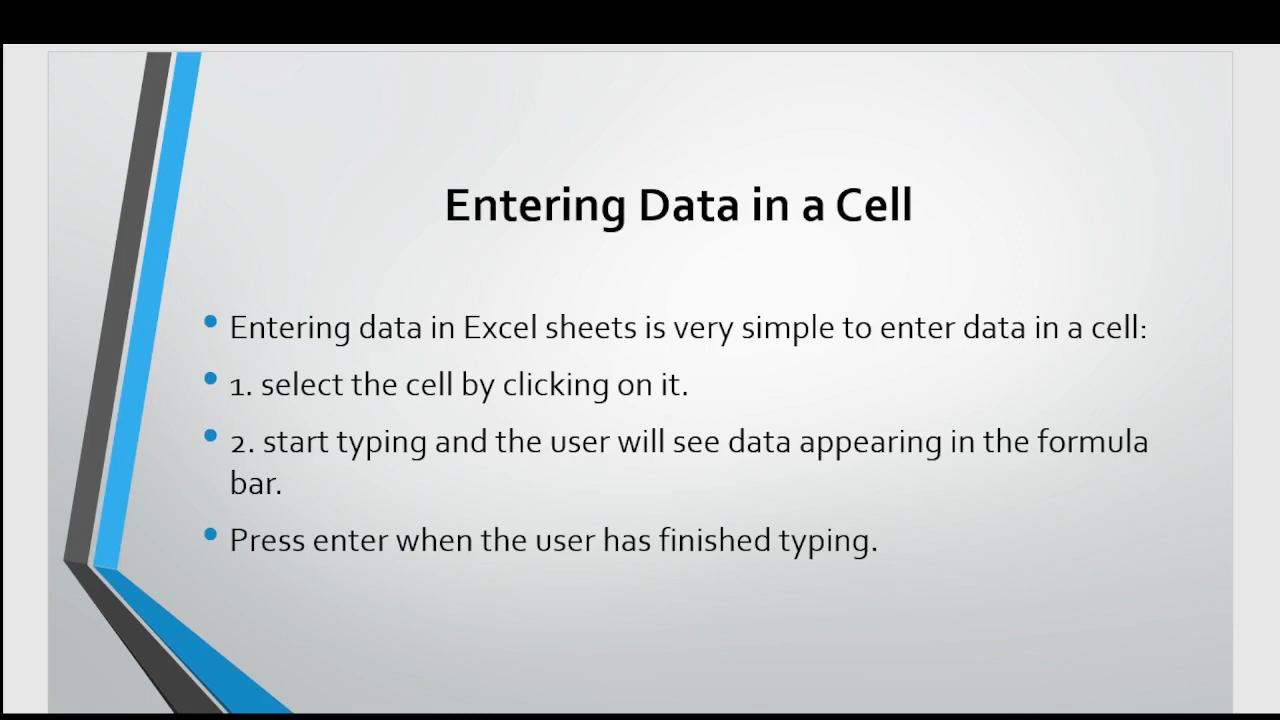 Entering Data in a Cell
• Entering data in Excel sheets is very simple to enter data in a cell:
• 1. select the cell by clicking on it.
• 2. start typing and the user will see data appearing in the formula
bar.
• Press enter when the user has finished typing.